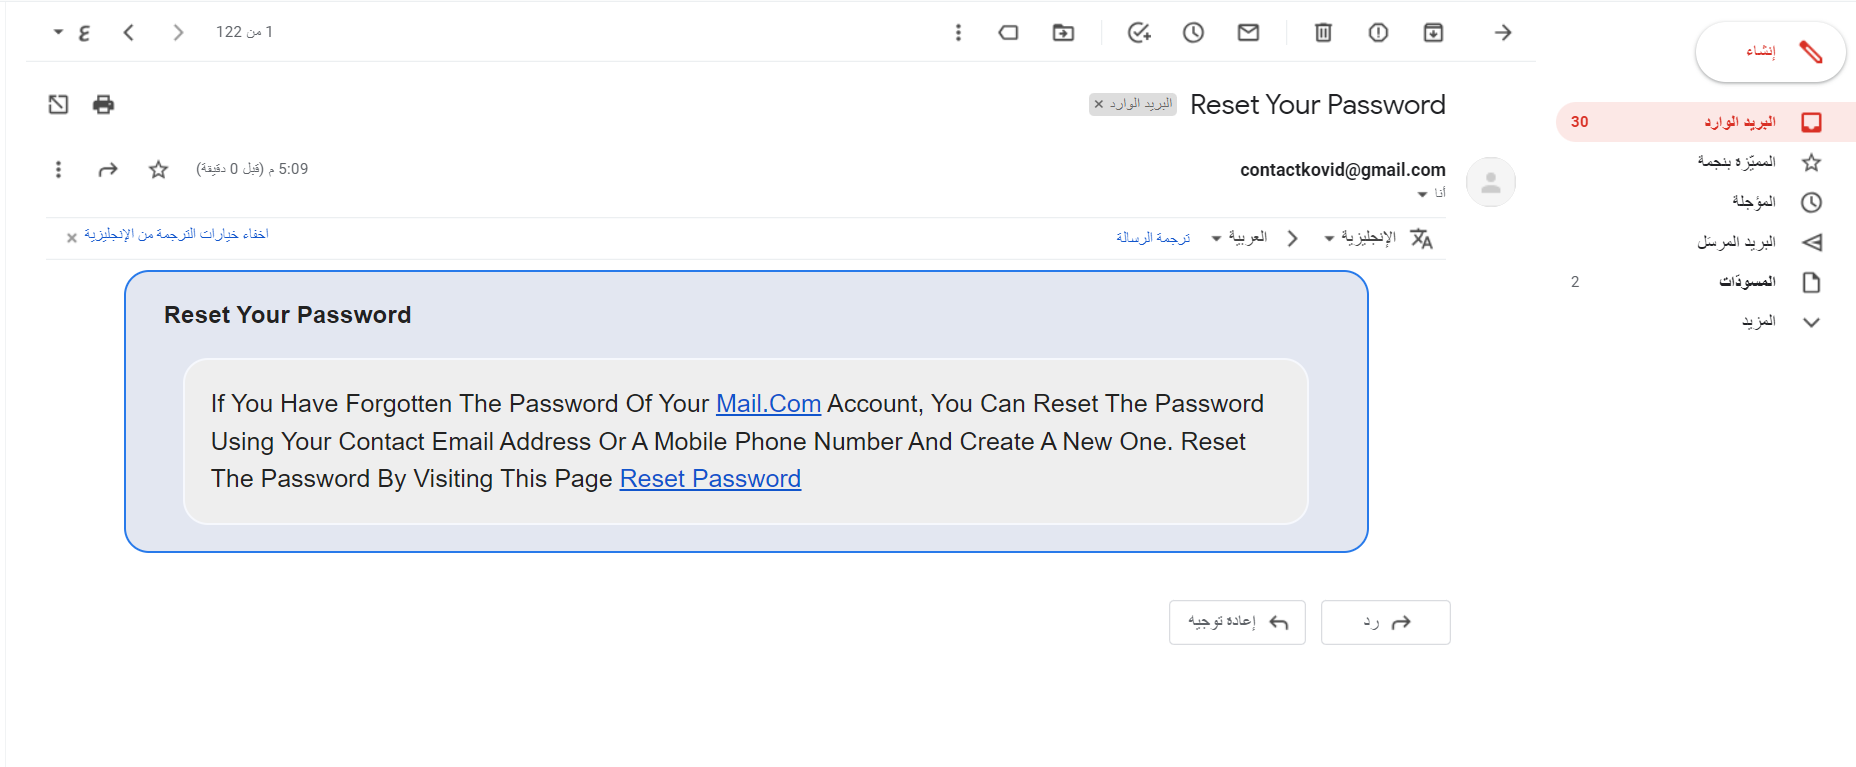 ع
1 من 122
إنشاء
Reset Your Password البريد الوارد ×
البريد الوارد 30
المميّزة بنجمة
المؤجلة
البريد المرسَل
المسودّات 2
المزيد
contactkovid@gmail.com
5:09 م (قبل 0 دقيقة)
أنا
الإنجليزية
العربية
ترجمة الرسالة
اخفاء خيارات الترجمة من الإنجليزية ×
Reset Your Password
If You Have Forgotten The Password Of Your Mail.Com Account, You Can Reset The Password
Using Your Contact Email Address Or A Mobile Phone Number And Create A New One. Reset
The Password By Visiting This Page Reset Password
رد
إعادة توجيه